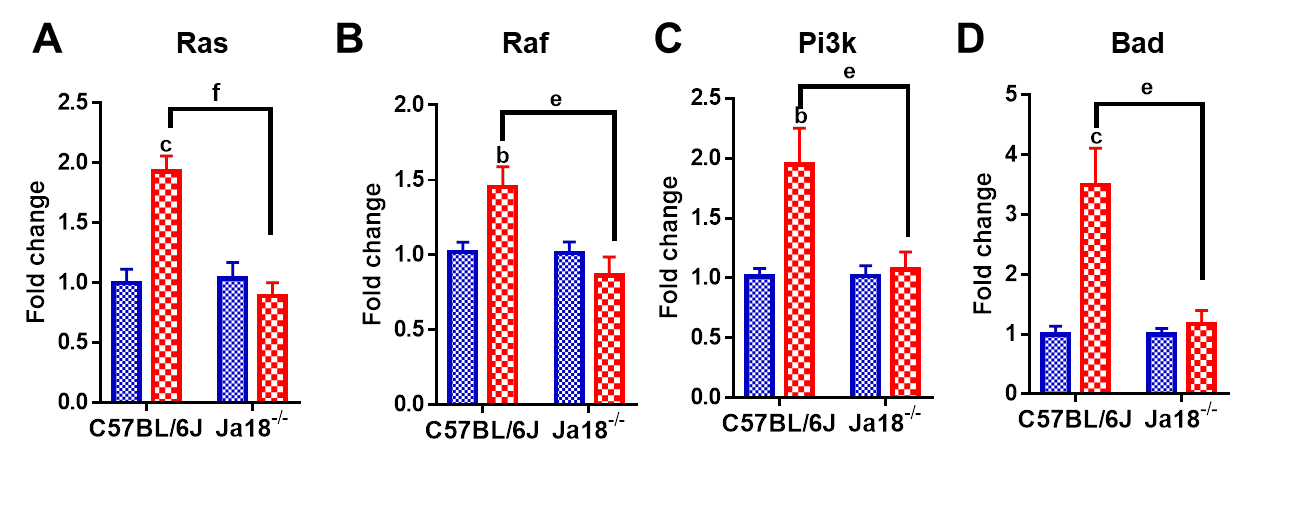 A Ras
f
c
Fold change
2.5
2.0
1.5
1.0
0.5
0.0
C57BL/6J Ja18-/-
B Raf
e
b
Fold change
2.0
1.5
1.0
0.5
0.0
C57BL/6J Ja18-/-
C Pi3k
e
b
Fold change
2.5
2.0
1.5
1.0
0.5
0.0
C57BL/6J Ja18-/-
D Bad
e
c
Fold change
5
4
3
2
1
0
C57BL/6J Ja18-/-